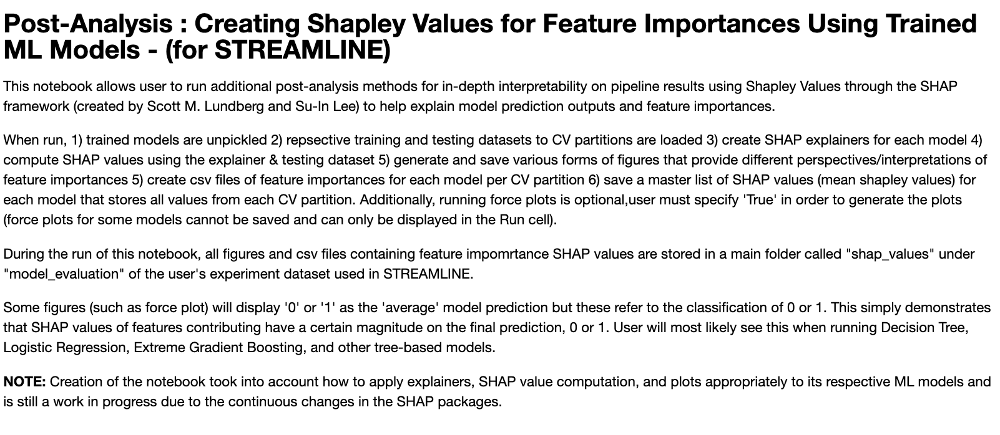 Post-Analysis : Creating Shapley Values for Feature Importances Using Trained
ML Models - (for STREAMLINE)
This notebook allows user to run additional post-analysis methods for in-depth interpretability on pipeline results using Shapley Values through the SHAP
framework (created by Scott M. Lundberg and Su-In Lee) to help explain model prediction outputs and feature importances.
When run, 1) trained models are unpickled 2) repsective training and testing datasets to CV partitions are loaded 3) create SHAP explainers for each model 4)
compute SHAP values using the explainer & testing dataset 5) generate and save various forms of figures that provide different perspectives/interpretations of
feature importances 5) create csv files of feature importances for each model per CV partition 6) save a master list of SHAP values (mean shapley values) for
each model that stores all values from each CV partition. Additionally, running force plots is optional,user must specify 'True' in order to generate the plots
(force plots for some models cannot be saved and can only be displayed in the Run cell).
During the run of this notebook, all figures and csv files containing feature impomrtance SHAP values are stored in a main folder called "shap_values" under
"model_evaluation" of the user's experiment dataset used in STREAMLINE.
Some figures (such as force plot) will display '0' or '1' as the 'average' model prediction but these refer to the classification of 0 or 1. This simply demonstrates
that SHAP values of features contributing have a certain magnitude on the final prediction, 0 or 1. User will most likely see this when running Decision Tree,
Logistic Regression, Extreme Gradient Boosting, and other tree-based models.
NOTE: Creation of the notebook took into account how to apply explainers, SHAP value computation, and plots appropriately to its respective ML models and
is still a work in progress due to the continuous changes in the SHAP packages.